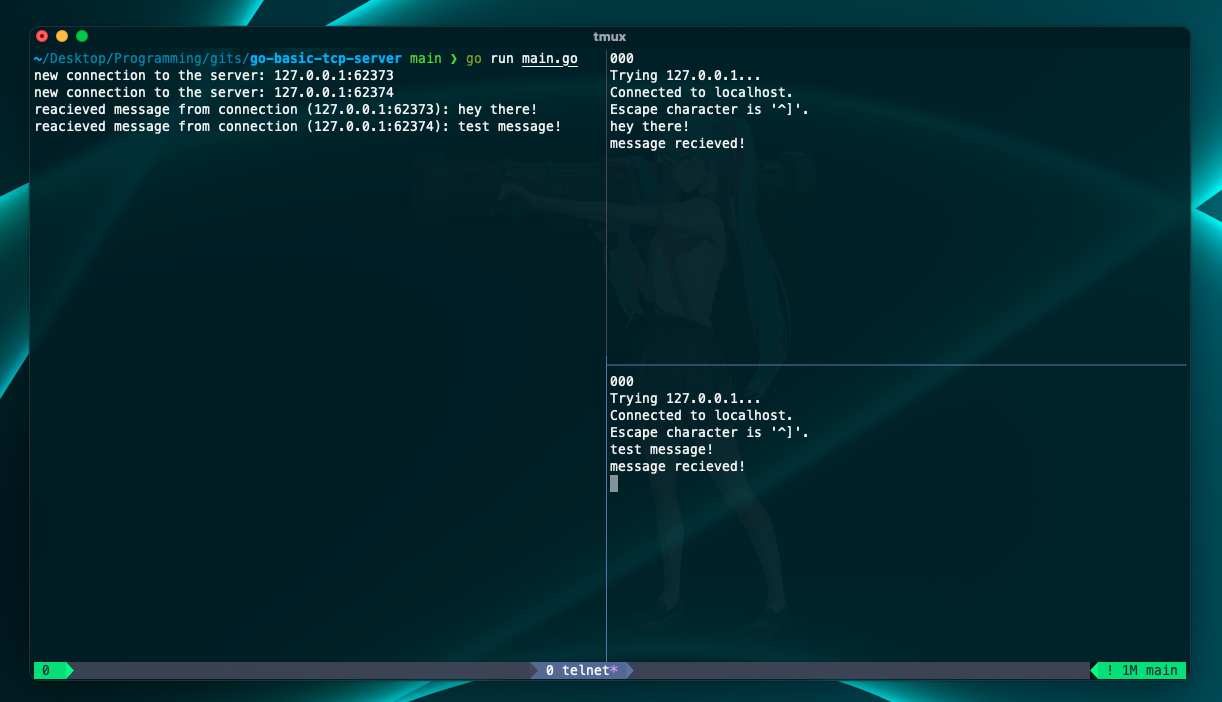 tmux
~/Desktop/Programming/gits/go-basic-tcp-server main ❯ go run main.go
new connection to the server: 127.0.0.1:62373
new connection to the server: 127.0.0.1:62374
reacieved message from connection (127.0.0.1:62373): hey there!
reacieved message from connection (127.0.0.1:62374): test message!
000
Trying 127.0.0.1...
Connected to localhost.
Escape character is '^]'.
hey there!
message recieved!
000
Trying 127.0.0.1...
Connected to localhost.
Escape character is '^]'.
test message!
message recieved!
0
0 telnet*
! 1M main